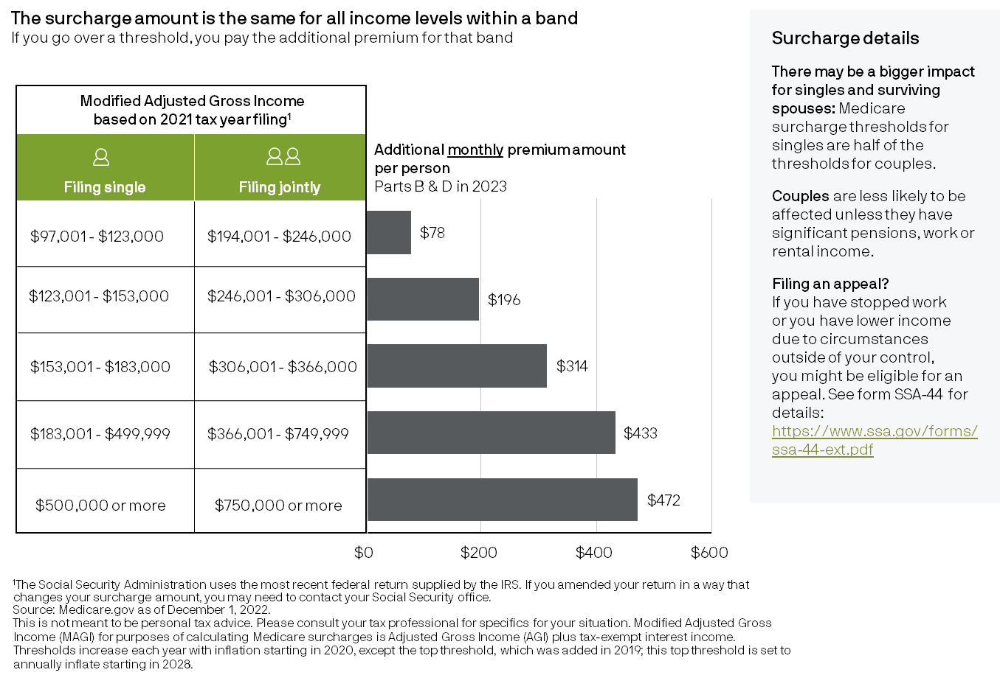 The surcharge amount is the same for all income levels within a band
If you go over a threshold, you pay the additional premium for that band
Modified Adjusted Gross Income
based on 2021 tax year filing¹
Filing single
Filing jointly
Additional monthly premium amount
per person
Parts B & D in 2023
$97,001 - $123,000
$194,001 - $246,000
$78
$123,001 - $153,000
$246,001 - $306,000
$196
$153,001 - $183,000
$306,001 - $366,000
$314
$183,001 - $499,999
$366,001 - $749,999
$433
$500,000 or more
$750,000 or more
$472
$0
$200
$400
$600
Surcharge details
There may be a bigger impact
for singles and surviving
spouses: Medicare
surcharge thresholds for
singles are half of the
thresholds for couples.
Couples are less likely to be
affected unless they have
significant pensions, work or
rental income.
Filing an appeal?
If you have stopped work
or you have lower income
due to circumstances
outside of your control,
you might be eligible for an
appeal. See form SSA-44 for
details:
https://www.ssa.gov/forms/
ssa-44-ext.pdf
¹The Social Security Administration uses the most recent federal return supplied by the IRS. If you amended your return in a way that
changes your surcharge amount, you may need to contact your Social Security office.
Source: Medicare.gov as of December 1, 2022.
This is not meant to be personal tax advice. Please consult your tax professional for specifics for your situation. Modified Adjusted Gross
Income (MAGI) for purposes of calculating Medicare surcharges is Adjusted Gross Income (AGI) plus tax-exempt interest income.
Thresholds increase each year with inflation starting in 2020, except the top threshold, which was added in 2019; this top threshold is set to
annually inflate starting in 2028.